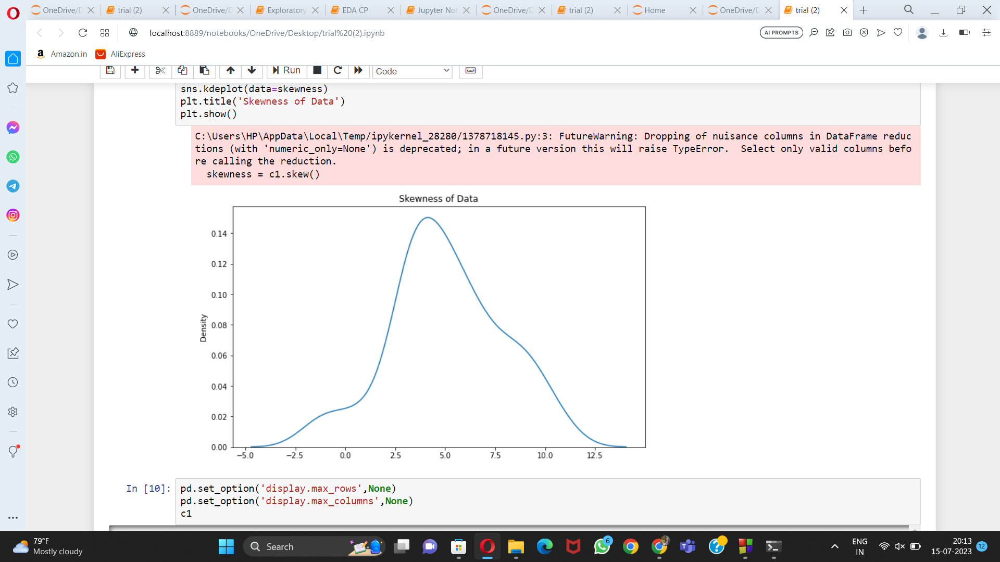 OneDrive/D
trial (2)
OneDrive/D
Exploratory
EDA CP
Jupyter Not
OneDrive/D
trial (2)
Home
OneDrive/D
trial (2)
localhost:8889/notebooks/OneDrive/Desktop/trial%20(2).ipynb
AI PROMPTS
Amazon.in
AliExpress
Run
Code
sns.kdeplot(data=skewness)
plt.title('Skewness of Data')
plt.show()
C:\Users\HP\AppData\Local\Temp/ipykernel_28280/1378718145.py:3: FutureWarning: Dropping of nuisance columns in DataFrame reduc
tions (with 'numeric_only=None') is deprecated; in a future version this will raise TypeError.  Select only valid columns befo
re calling the reduction.
skewness = c1.skew()
Skewness of Data
0.14
0.12
0.10
0.08
0.06
0.04
0.02
0.00
Density
−5.0
−2.5
0.0
2.5
5.0
7.5
10.0
12.5
In [10]:
pd.set_option('display.max_rows',None)
pd.set_option('display.max_columns',None)
c1
79°F
Mostly cloudy
Search
6
ENG
IN
20:13
15-07-2023
12